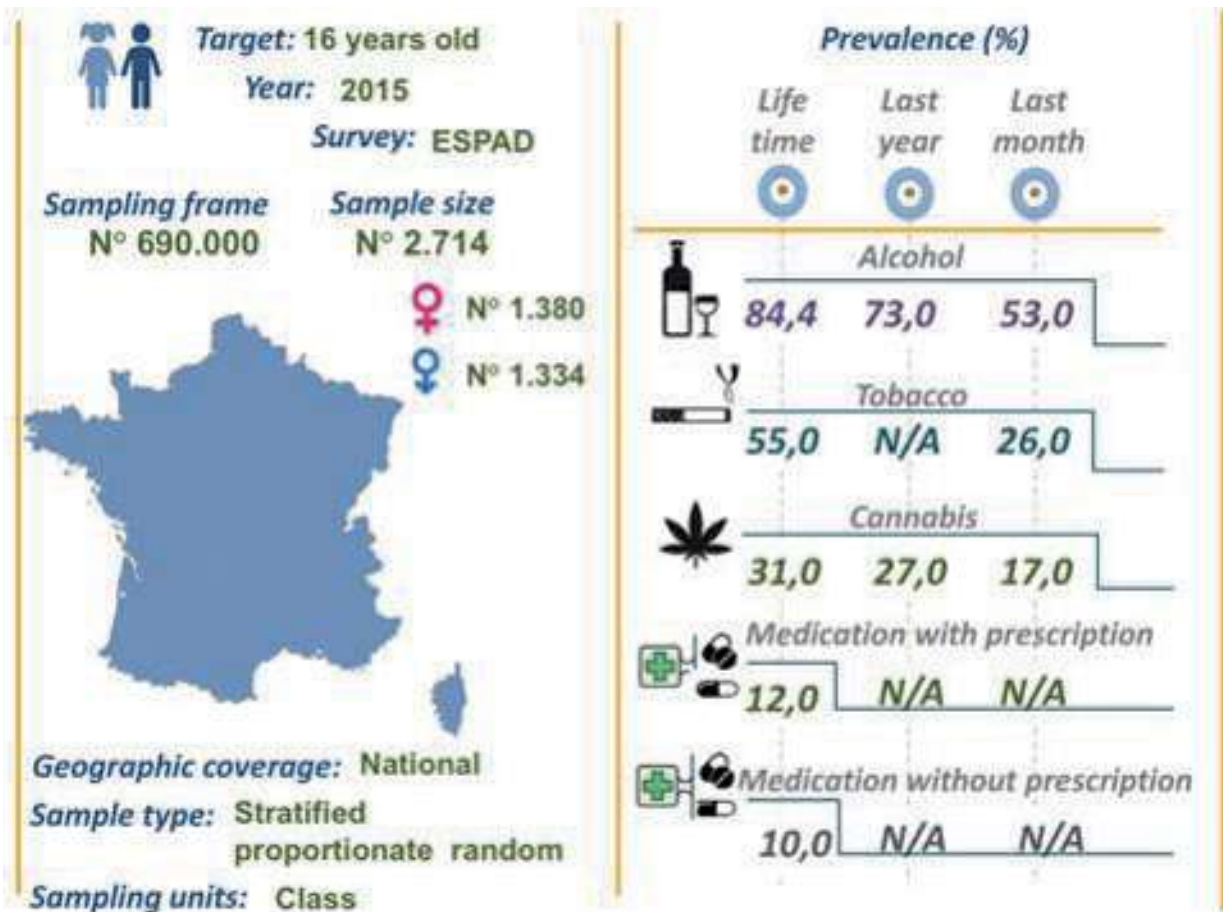 Target: 16 years old
Year: 2015
Survey: ESPAD
Sampling frame
N° 690.000
Sample size
N° 2.714
N° 1.380
N° 1.334
Geographic coverage: National
Sample type: Stratified
proportionate random
Sampling units: Class
Prevalence (%)
Life
time
Last
year
Last
month
Alcohol
84,4 73,0 53,0
Tobacco
55,0 N/A 26,0
Cannabis
31,0 27,0 17,0
Medication with prescription
12,0 N/A N/A
Medication without prescription
10,0 N/A N/A